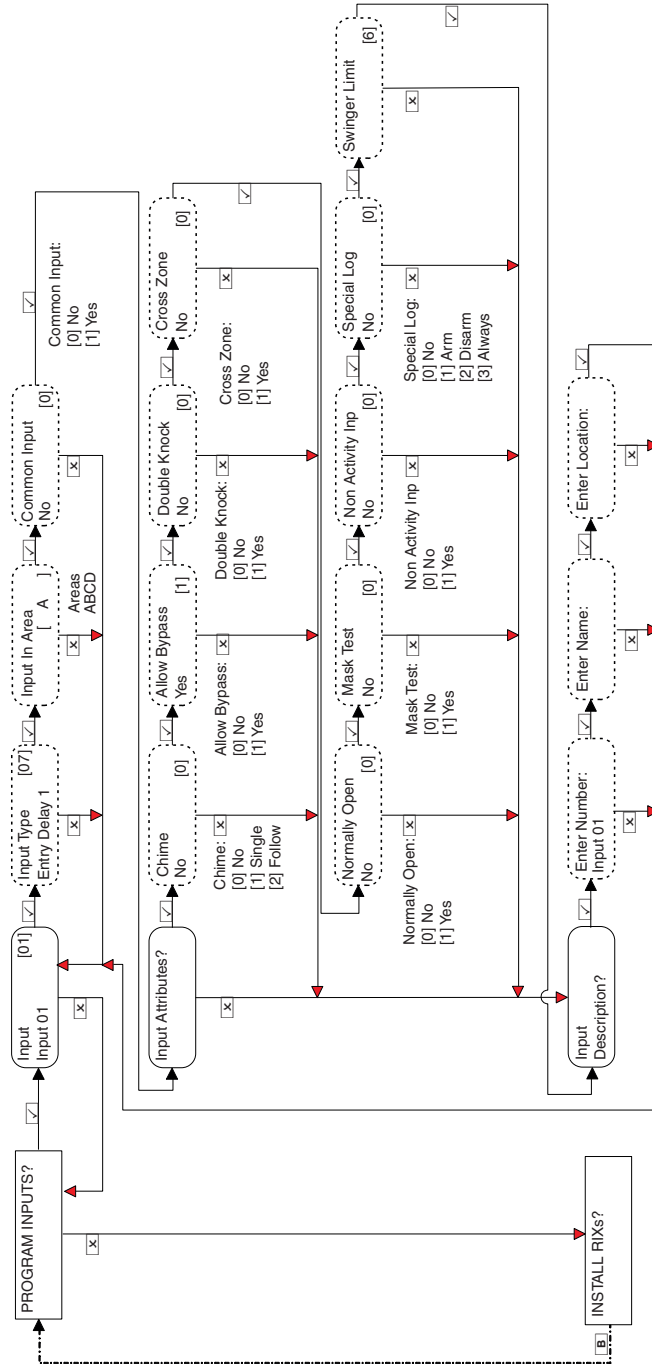 PROGRAM INPUTS?
Input
Input 01
[01]
Input Type
Entry Delay 1
[07]
Input In Area
[ A ]
Areas
ABCD
Common Input
No
[0]
Common Input:
[0] No
[1] Yes
Input Attributes?
Chime
No
[0]
Chime:
[0] No
[1] Single
[2] Follow
Allow Bypass
Yes
[1]
Allow Bypass:
[0] No
[1] Yes
Double Knock
No
[0]
Double Knock:
[0] No
[1] Yes
Cross Zone
No
[0]
Cross Zone:
[0] No
[1] Yes
Normally Open
No
[0]
Normally Open:
[0] No
[1] Yes
Mask Test
No
[0]
Mask Test:
[0] No
[1] Yes
Non Activity Inp
No
[0]
Non Activity Inp
[0] No
[1] Yes
Special Log
No
[0]
Special Log:
[0] No
[1] Arm
[2] Disarm
[3] Always
Swinger Limit
[6]
INSTALL RIXs?
B
Input
Description?
Enter Number:
Input 01
Enter Name:
Enter Location: